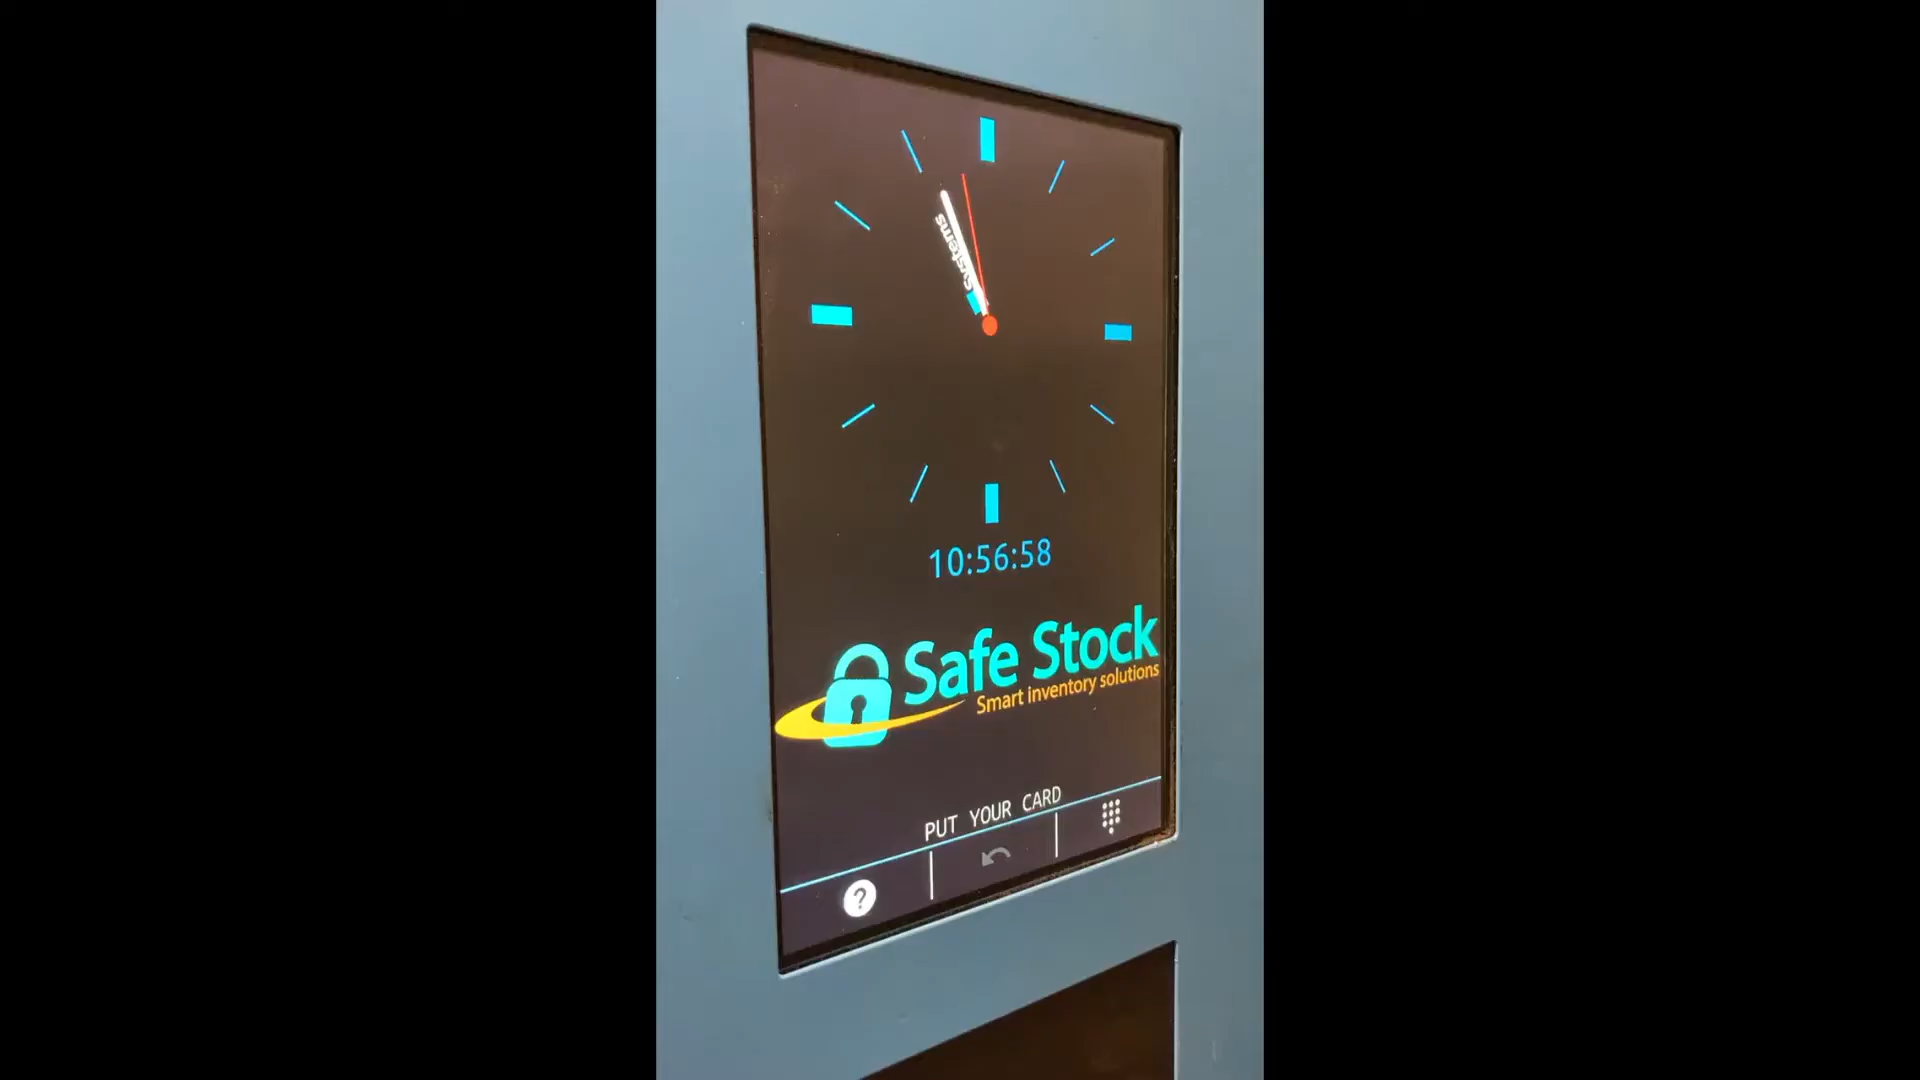 Systems
10:56:58
Safe Stock
Smart inventory solutions
PUT YOUR CARD
?